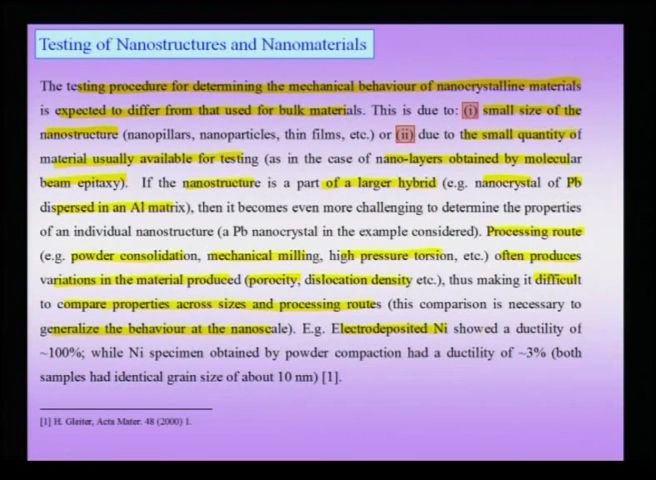 Testing of Nanostructures and Nanomaterials
The testing procedure for determining the mechanical behaviour of nanocrystalline materials
is expected to differ from that used for bulk materials. This is due to: (i) small size of the
nanostructure (nanopillars, nanoparticles, thin films, etc.) or (ii) due to the small quantity of
material usually available for testing (as in the case of nano-layers obtained by molecular
beam epitaxy). If the nanostructure is a part of a larger hybrid (e.g. nanocrystal of Pb
dispersed in an Al matrix), then it becomes even more challenging to determine the properties
of an individual nanostructure (a Pb nanocrystal in the example considered). Processing route
(e.g. powder consolidation, mechanical milling, high pressure torsion, etc.) often produces
variations in the material produced (porocity, dislocation density etc.), thus making it difficult
to compare properties across sizes and processing routes (this comparison is necessary to
generalize the behaviour at the nanoscale). E.g. Electrodeposited Ni showed a ductility of
~100%; while Ni specimen obtained by powder compaction had a ductility of ~3% (both
samples had identical grain size of about 10 nm) [1].
[1] H. Gleiter, Acta Mater. 48 (2000) 1.